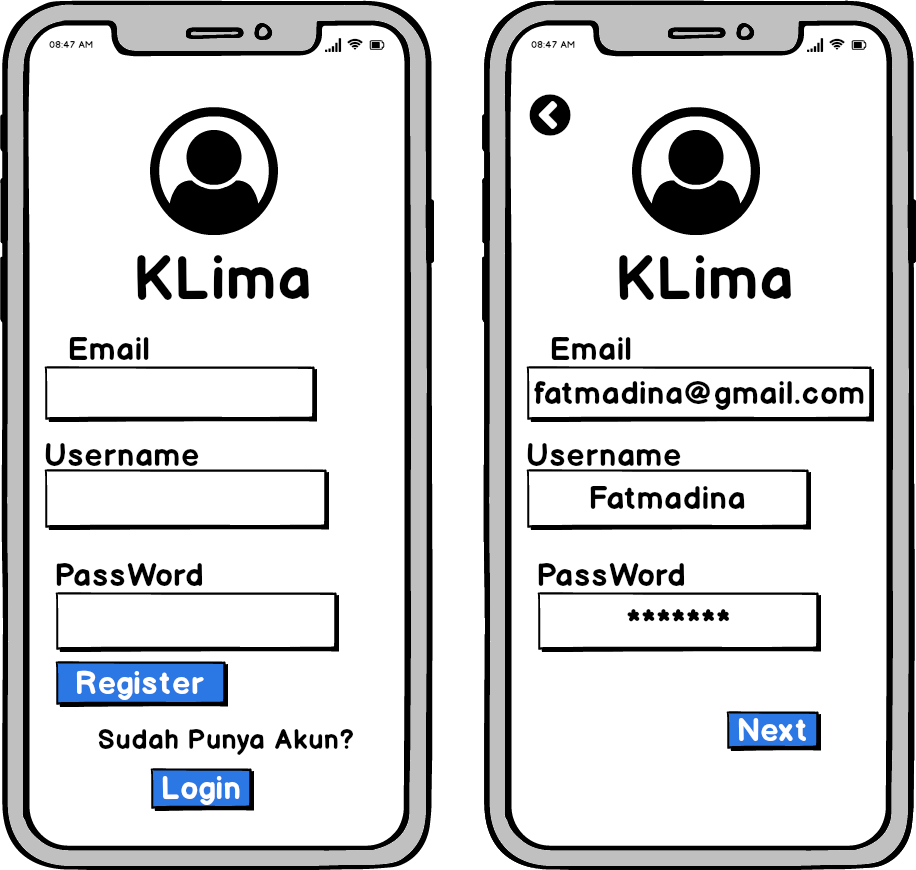 08:47 AM
KLima
Email
Username
PassWord
Register
Sudah Punya Akun?
Login
08:47 AM
KLima
Email
fatmadina@gmail.com
Username
Fatmadina
PassWord
*******
Next